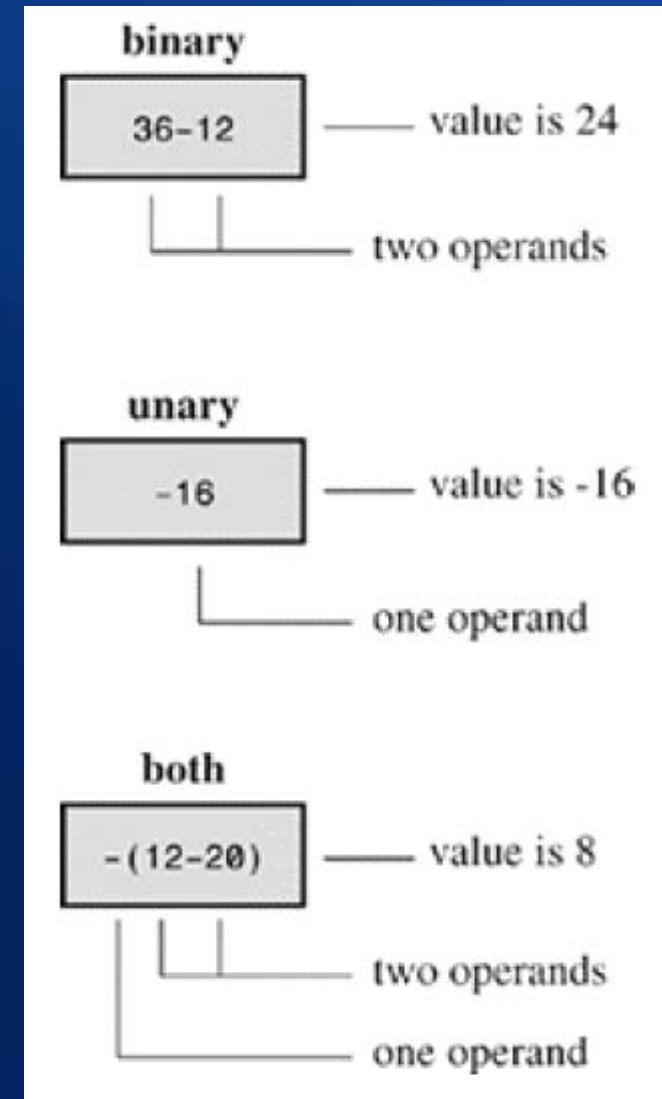 binary
36-12
value is 24
two operands
unary
-16
value is -16
one operand
both
-(12-20)
value is 8
two operands
one operand